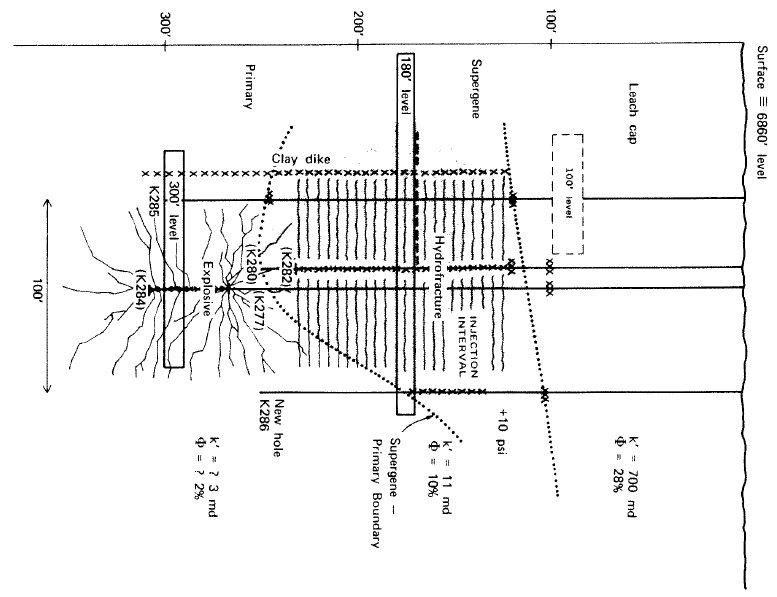 Surface ≡ 6860' level
100'
200'
300'
Leach cap
100' level
Supergene
180' level
Primary
Clay dike
300' level
K285
Hydrofracture
INJECTION
INTERVAL
(K282)
(K280)
(K277)
Explosive
(K284)
100'
+10 psi
New hole
K286
Supergene –
Primary Boundary
k' = 700 md
Φ = 28%
k' = 11 md
Φ = 10%
k' = ? 3 md
Φ = ? 2%